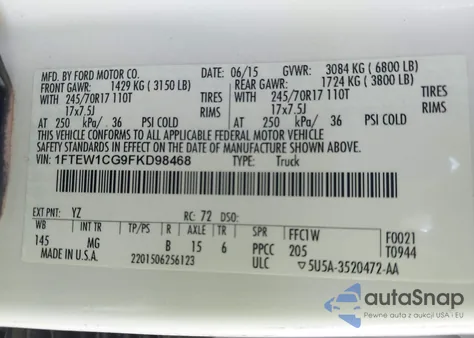 MFD. BY FORD MOTOR CO. 06/15 GVWR: 3084 KG (6800 LB)
FRONT GAWR: 1429 KG (3150 LB) REAR GAWR: 1724 KG (3800 LB)
WITH 245/70R17 110T TIRES WITH 245/70R17 110T TIRES
17x7.5J RIMS 17x7.5J RIMS
AT 250 kPa/ 36 PSI COLD AT 250 kPa/ 36 PSI COLD
THIS VEHICLE CONFORMS TO ALL APPLICABLE FEDERAL MOTOR VEHICLE
SAFETY STANDARDS IN EFFECT ON THE DATE OF MANUFACTURE SHOWN ABOVE.
VIN: 1FTEW1CG9FKD98468 TYPE: Truck
EXT PNT: YZ RC: 72 DSO:
WB INT TR TP/PS R AXLE TR SPR FFC1W F0021
145 MG B 15 6 PPCC 205 T0944
MADE IN U.S.A. 2201506256123 ULC 5U5A-3520472-AA
autoSnap
Pewne auta z aukcji USA i EU